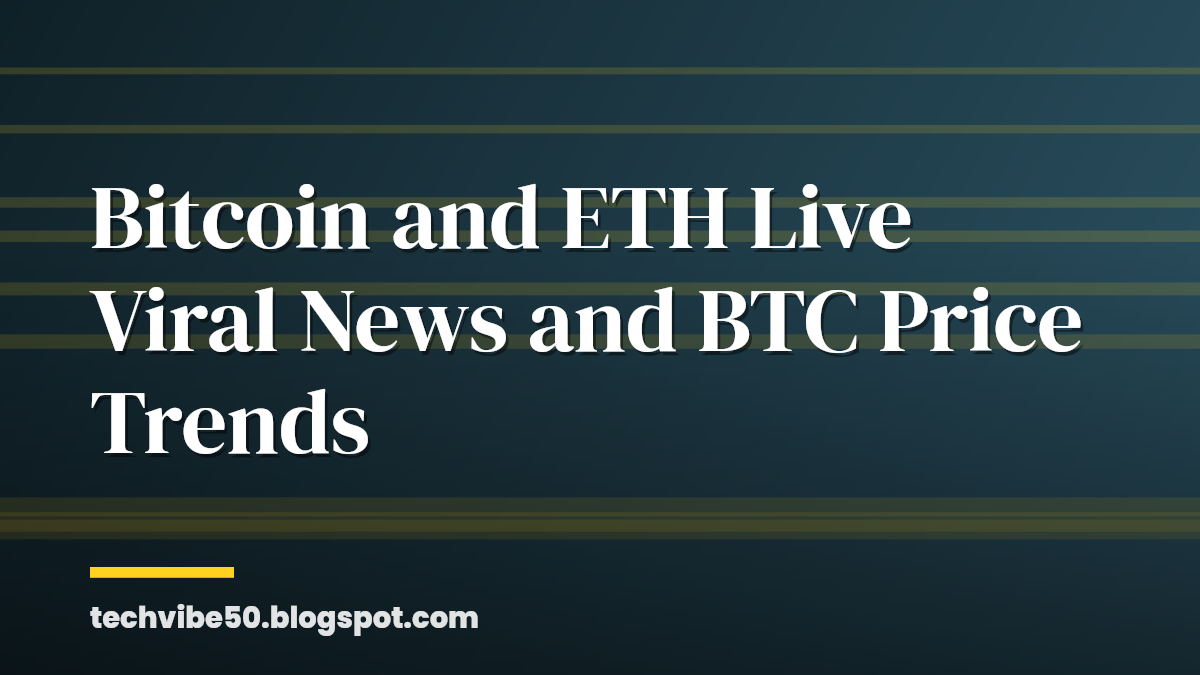 Bitcoin and ETH Live
Viral News and BTC Price
Trends
techvibe50.blogspot.com